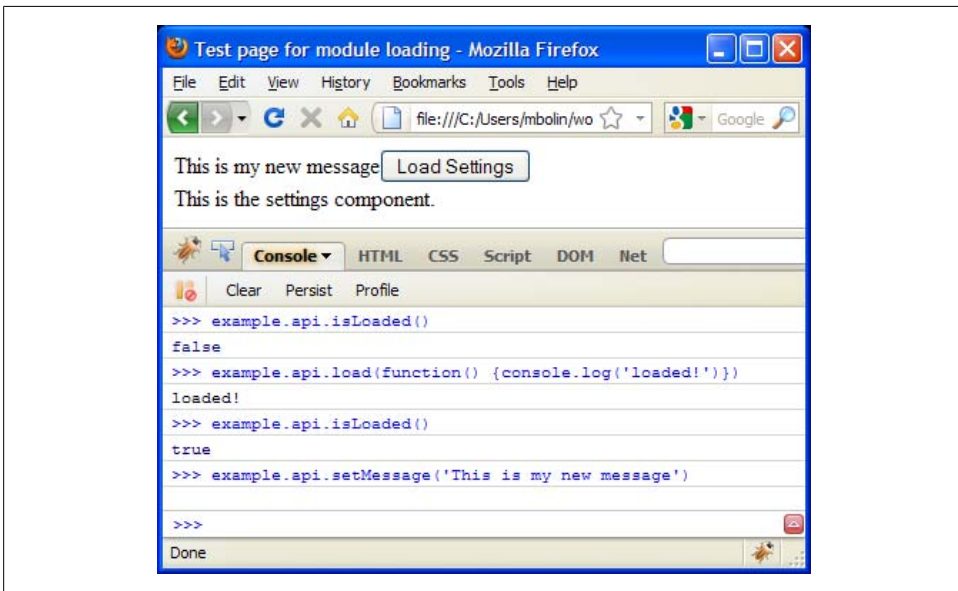 Test page for module loading - Mozilla Firefox
File Edit View History Bookmarks Tools Help
file:///C:/Users/mbolin/wo Google
This is my new message Load Settings
This is the settings component.
Console HTML CSS Script DOM Net
Clear Persist Profile
>>> example.api.isLoaded()
false
>>> example.api.load(function() {console.log('loaded!')})
loaded!
>>> example.api.isLoaded()
true
>>> example.api.setMessage('This is my new message')
>>>
Done